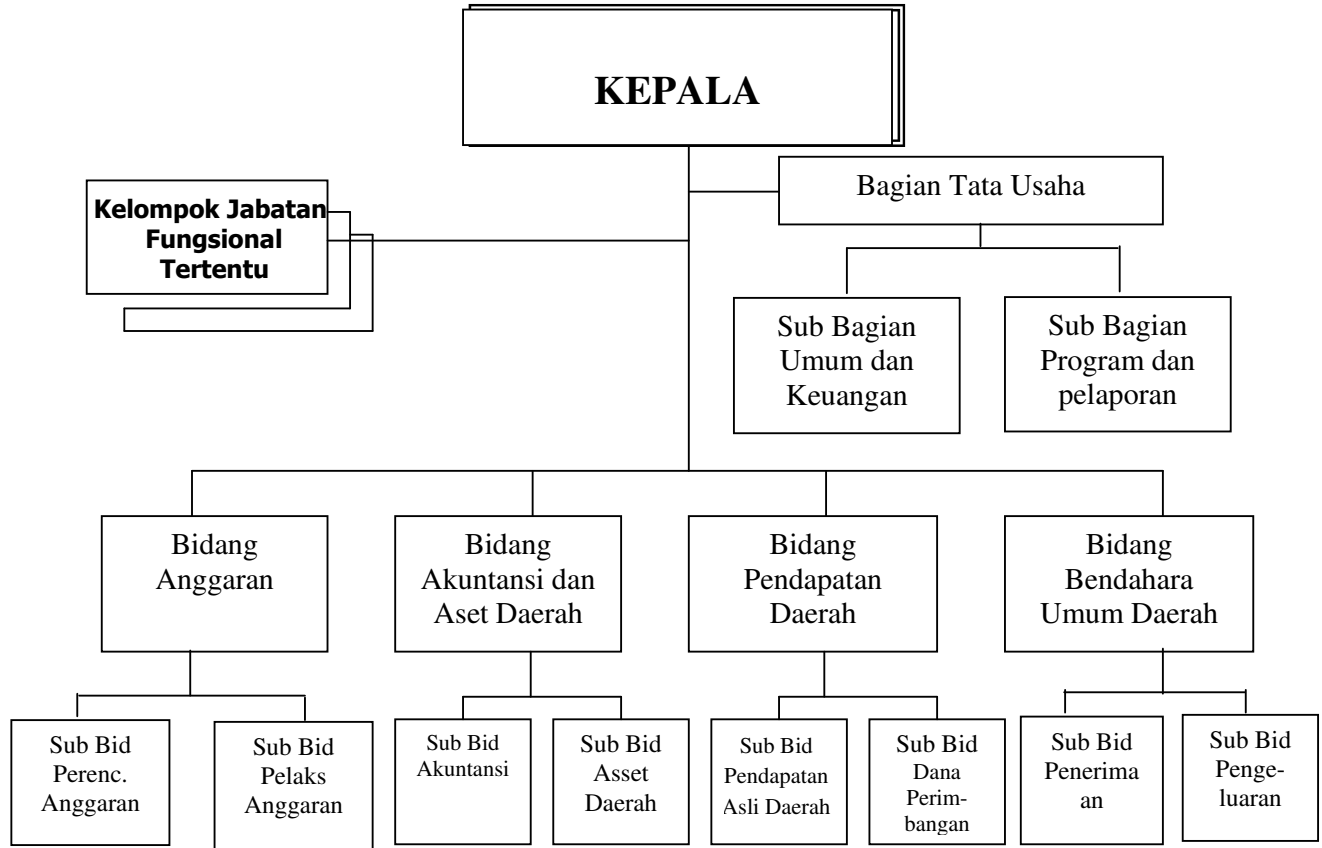 KEPALA
Bagian Tata Usaha
Kelompok Jabatan
Fungsional
Tertentu
Sub Bagian
Umum dan
Keuangan
Sub Bagian
Program dan
pelaporan
Bidang
Anggaran
Bidang
Akuntansi dan
Aset Daerah
Bidang
Pendapatan
Daerah
Bidang
Bendahara
Umum Daerah
Sub Bid
Perenc.
Anggaran
Sub Bid
Pelaks
Anggaran
Sub Bid
Akuntansi
Sub Bid
Asset
Daerah
Sub Bid
Pendapatan
Asli Daerah
Sub Bid
Dana
Perim-
bangan
Sub Bid
Penerima
an
Sub Bid
Penge-
luaran